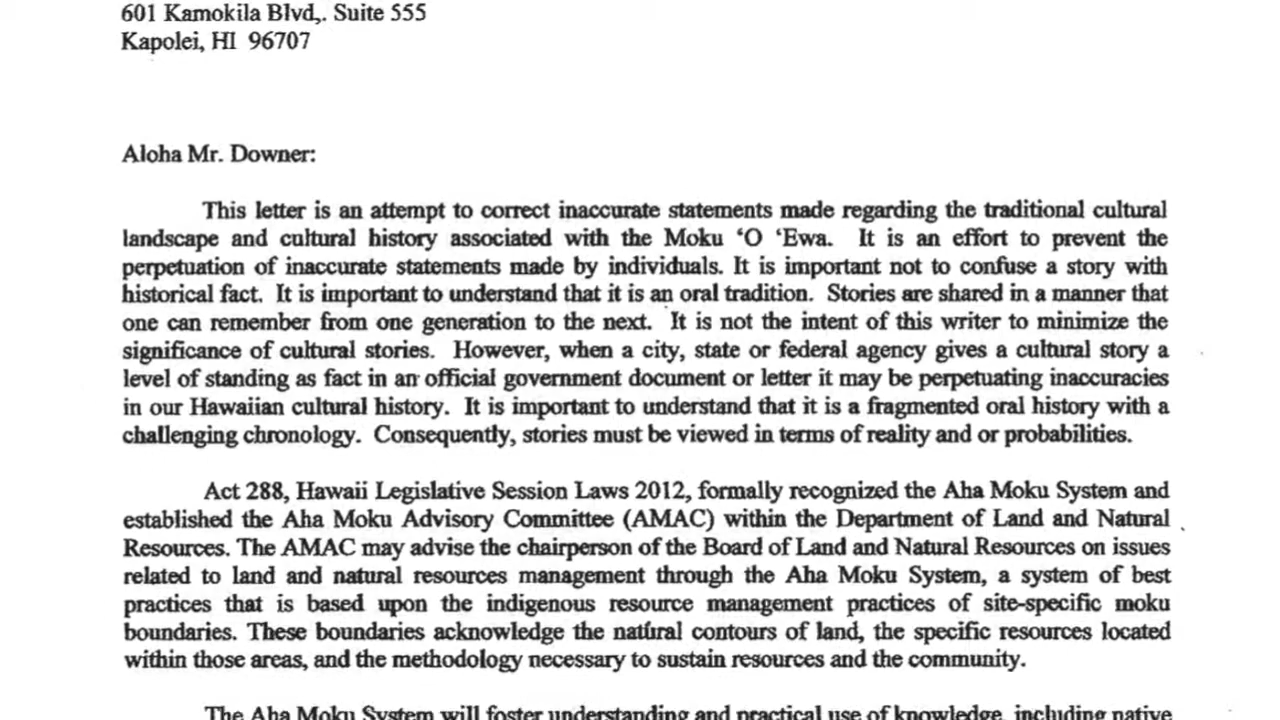 601 Kamokila Blvd,. Suite 555
Kapolei, HI 96707
Aloha Mr. Downer:
This letter is an attempt to correct inaccurate statements made regarding the traditional cultural
landscape and cultural history associated with the Moku ‘O ‘Ewa. It is an effort to prevent the
perpetuation of inaccurate statements made by individuals. It is important not to confuse a story with
historical fact. It is important to understand that it is an oral tradition. Stories are shared in a manner that
one can remember from one generation to the next. It is not the intent of this writer to minimize the
significance of cultural stories. However, when a city, state or federal agency gives a cultural story a
level of standing as fact in an official government document or letter it may be perpetuating inaccuracies
in our Hawaiian cultural history. It is important to understand that it is a fragmented oral history with a
challenging chronology. Consequently, stories must be viewed in terms of reality and or probabilities.
Act 288, Hawaii Legislative Session Laws 2012, formally recognized the Aha Moku System and
established the Aha Moku Advisory Committee (AMAC) within the Department of Land and Natural
Resources. The AMAC may advise the chairperson of the Board of Land and Natural Resources on issues
related to land and natural resources management through the Aha Moku System, a system of best
practices that is based upon the indigenous resource management practices of site-specific moku
boundaries. These boundaries acknowledge the natural contours of land, the specific resources located
within those areas, and the methodology necessary to sustain resources and the community.
The Aha Moku System will foster understanding and practical use of knowledge, including native